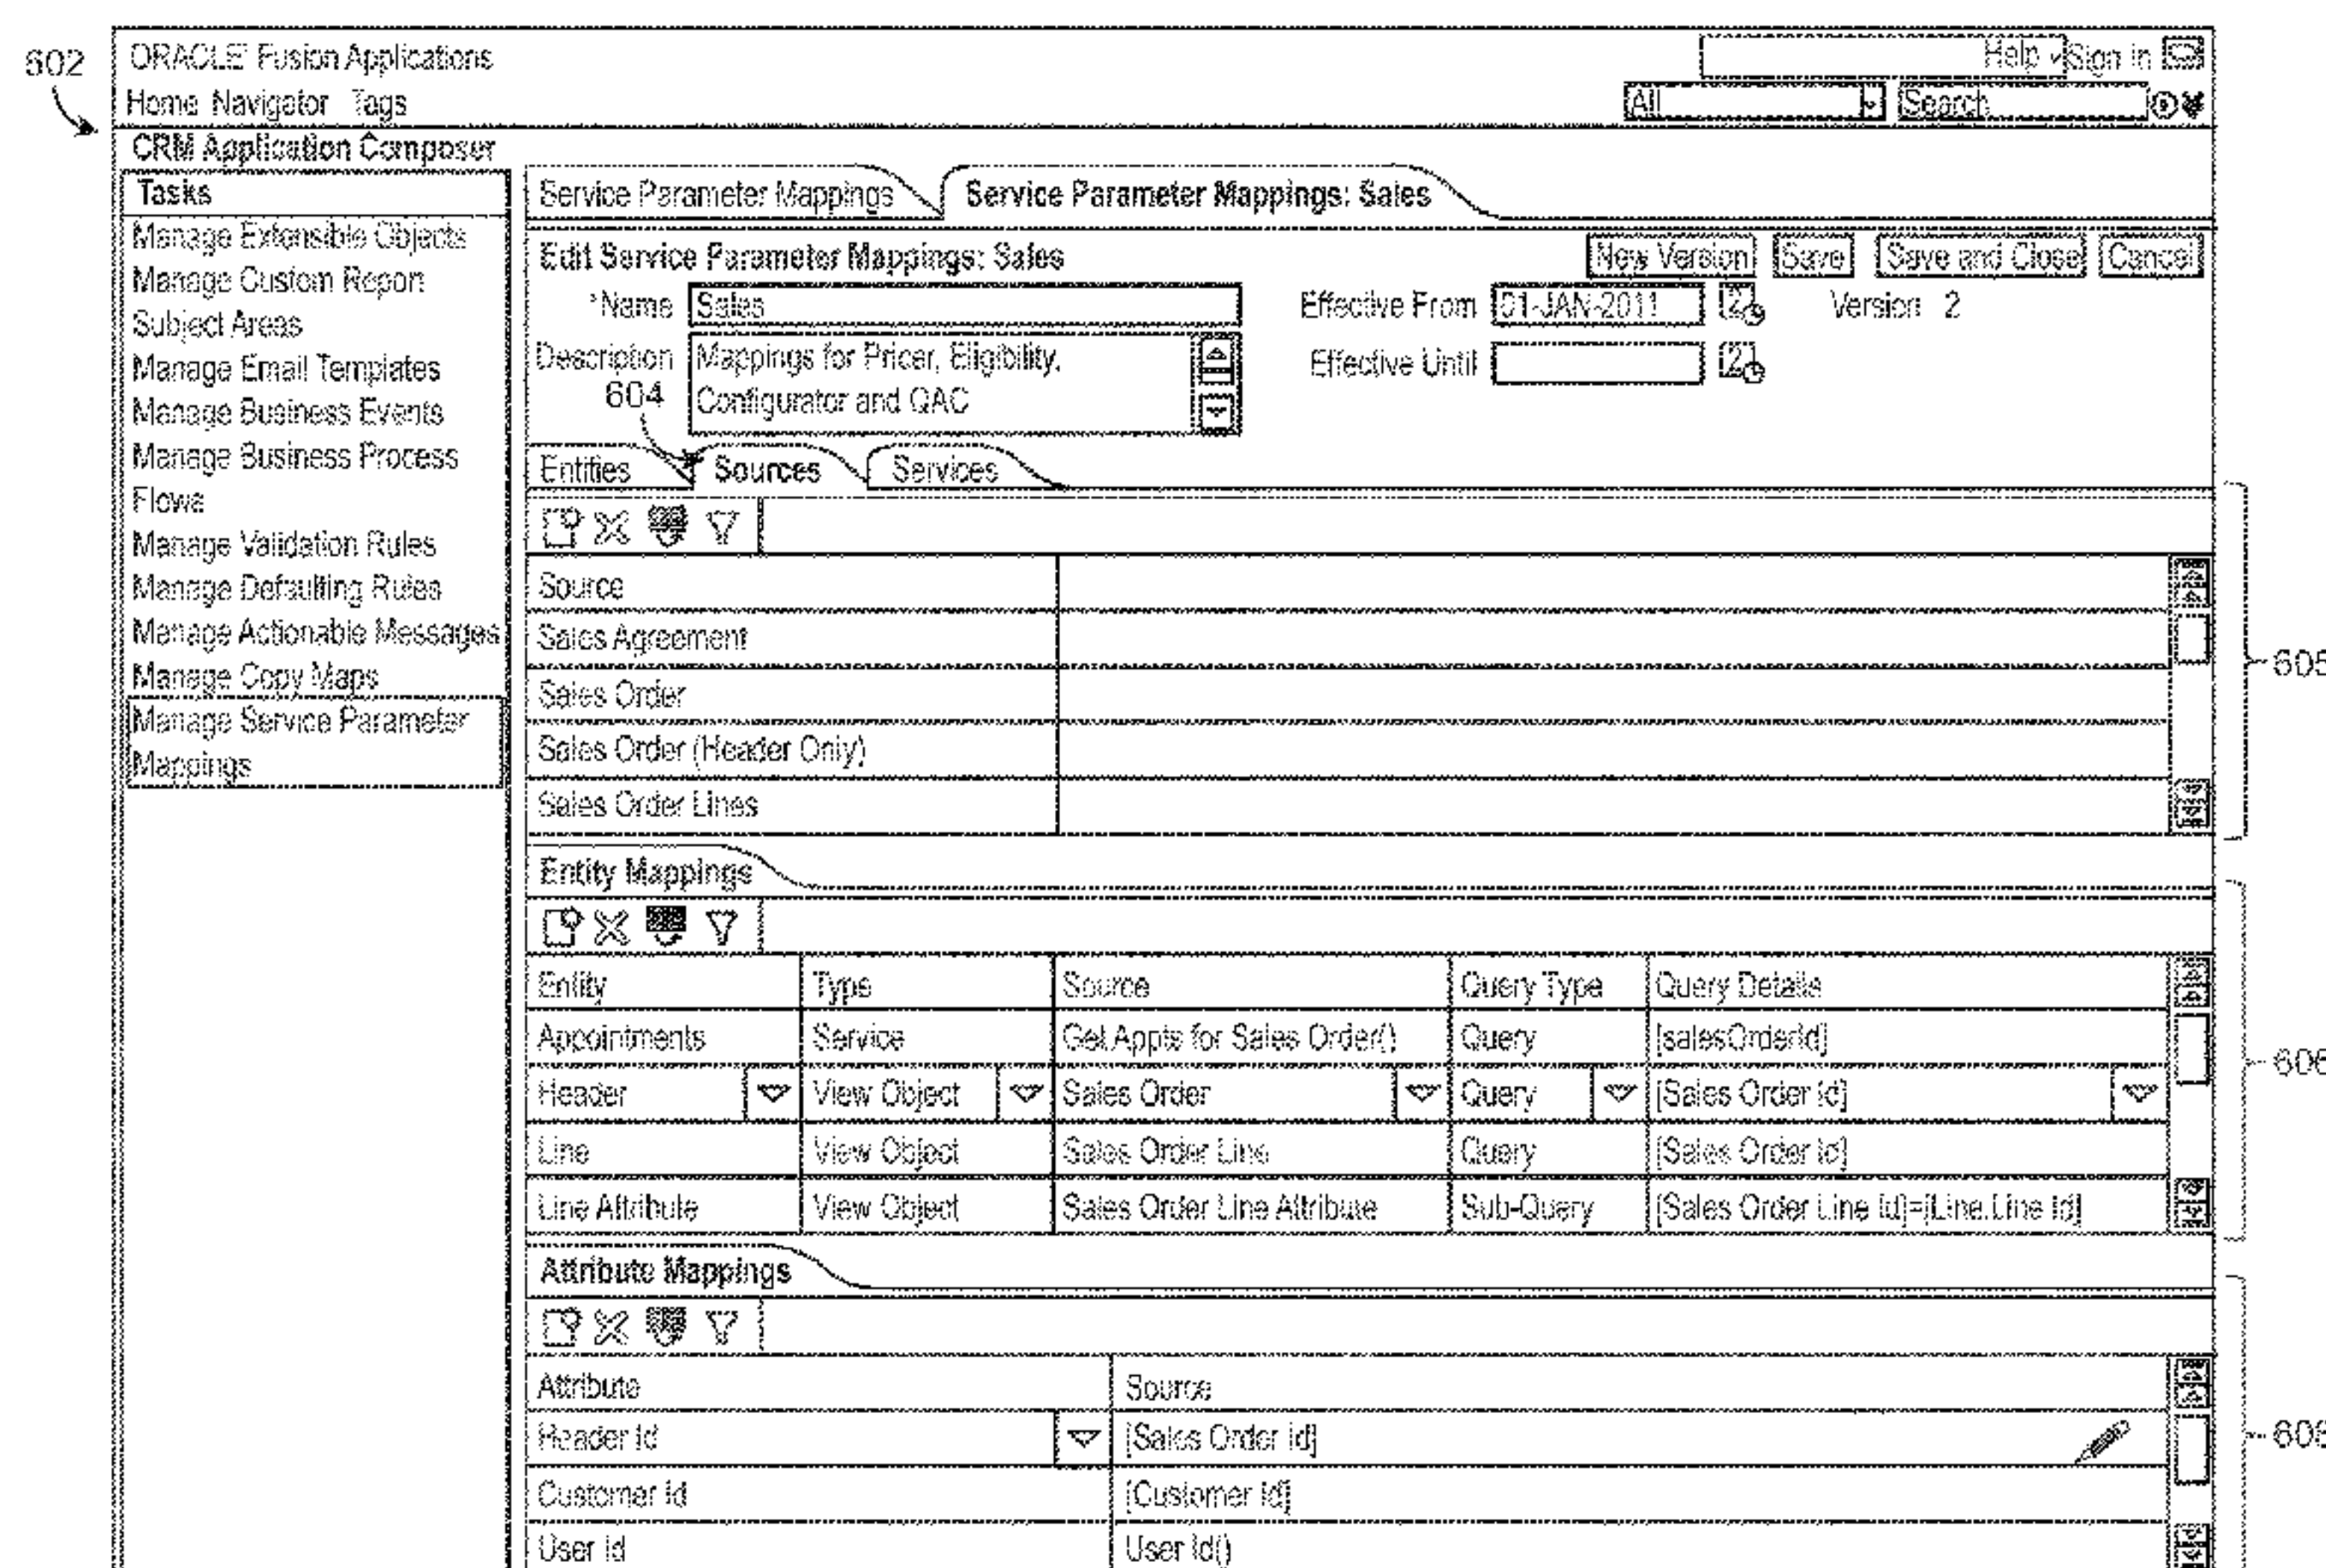 602
ORACLE' Fusion Applications
Help Sign In
Home Navigator Tags
All
Search
CRM Application Composer
Tasks
Manage Extensible Objects
Manage Custom Report
Subject Areas
Manage Email Templates
Manage Business Events
Manage Business Process
Flows
Manage Validation Rules
Manage Defaulting Rules
Manage Actionable Messages
Manage Copy Maps
Manage Service Parameter
Mappings
Service Parameter Mappings
Service Parameter Mappings: Sales
Edit Service Parameter Mappings: Sales
New Version Save Save and Close Cancel
*Name Sales
Effective From 01-JAN-2011
Version 2
Description Mappings for Pricer, Eligibility,
Configurator and QAC
Effective Until
604
Entities Sources Services
Source
Sales Agreement
Sales Order
Sales Order (Header Only)
Sales Order Lines
605
Entity Mappings
Entity Type Source Query Type Query Details
Appointments Service Get Appts for Sales Order() Query [salesOrderId]
Header View Object Sales Order Query [Sales Order Id]
Line View Object Sales Order Line Query [Sales Order Id]
Line Attribute View Object Sales Order Line Attribute Sub-Query [Sales Order Line Id]=[Line.Line Id]
606
Attribute Mappings
Attribute Source
Header Id [Sales Order Id]
Customer Id [Customer Id]
User Id User Id()
608